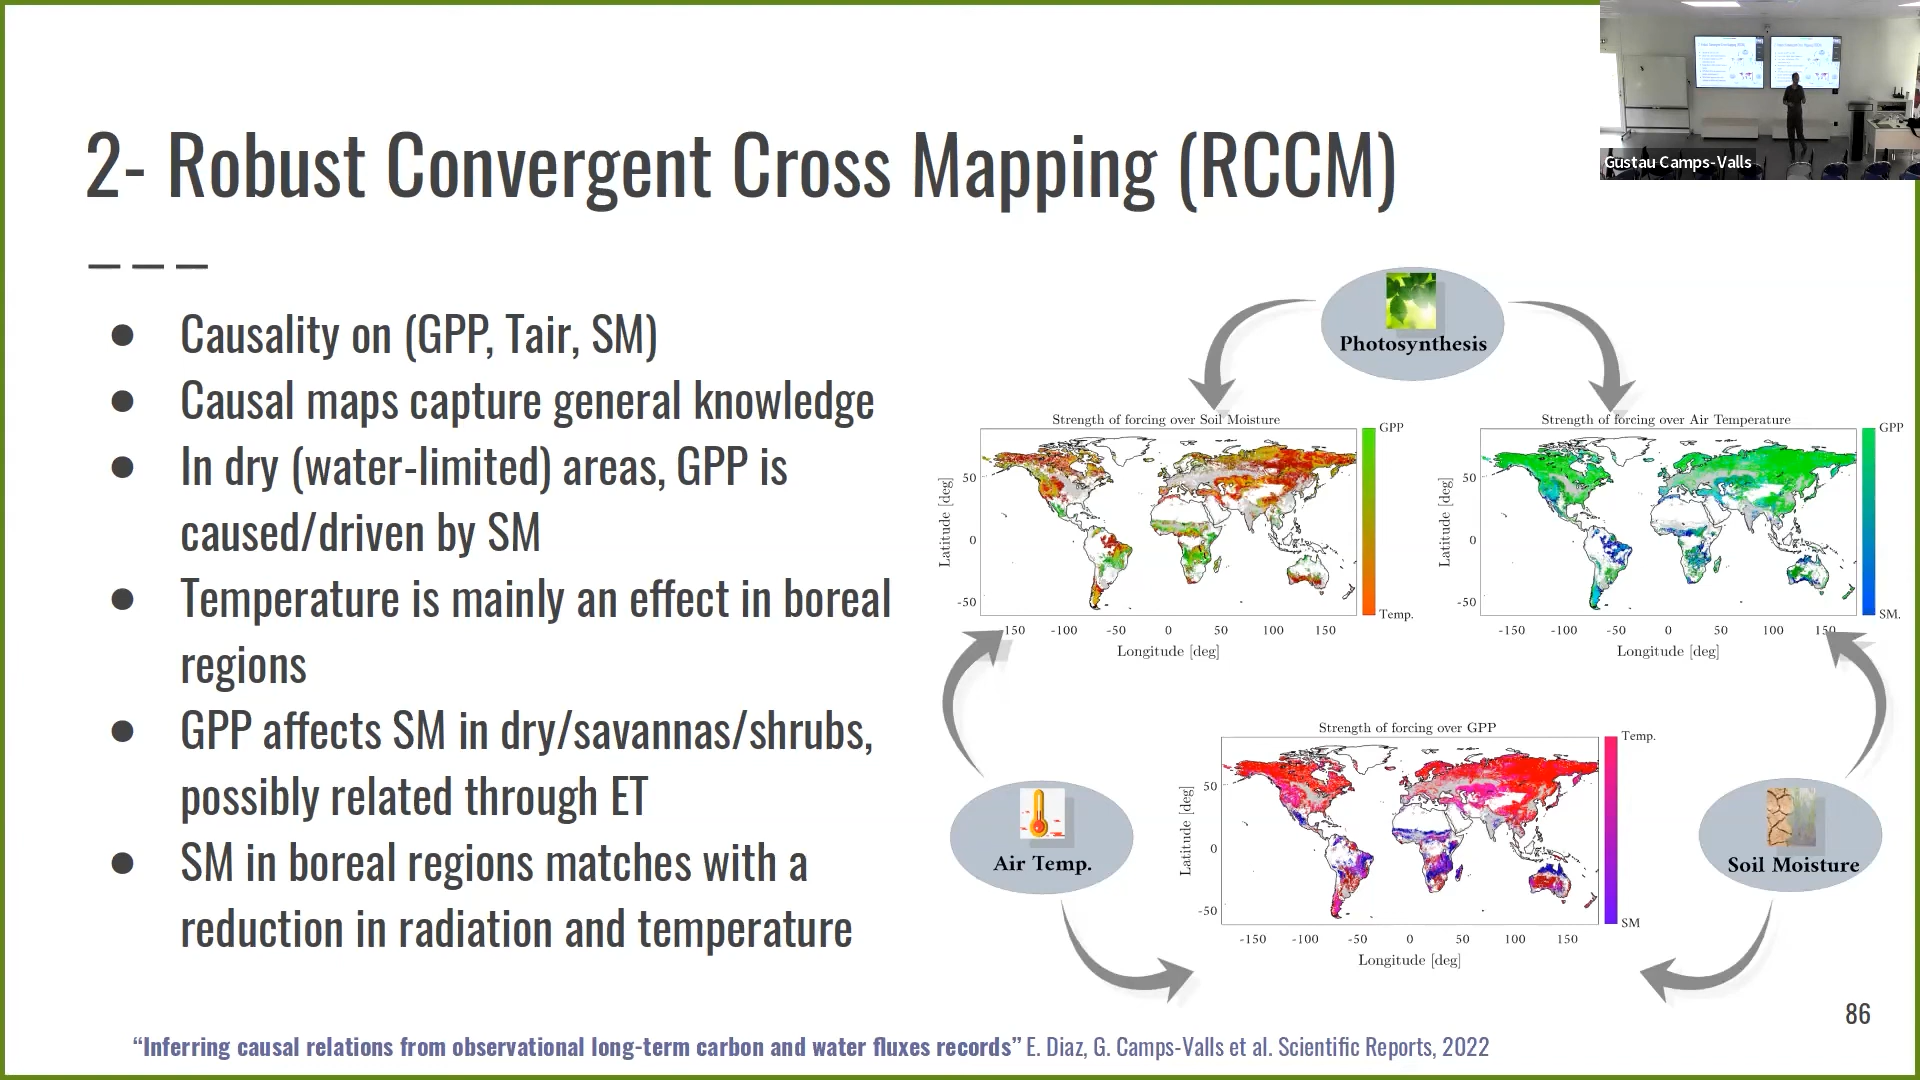 Gustau Camps-Valls
2- Robust Convergent Cross Mapping (RCCM)
● Causality on (GPP, Tair, SM)
● Causal maps capture general knowledge
● In dry (water-limited) areas, GPP is
caused/driven by SM
● Temperature is mainly an effect in boreal
regions
● GPP affects SM in dry/savannas/shrubs,
possibly related through ET
● SM in boreal regions matches with a
reduction in radiation and temperature
Photosynthesis
Strength of forcing over Soil Moisture
GPP
Temp.
Latitude [deg]
50
0
-50
150 -100 -50 0 50 100 150
Longitude [deg]
Strength of forcing over Air Temperature
GPP
SM.
Latitude [deg]
50
0
-50
-150 -100 -50 0 50 100 150
Longitude [deg]
Air Temp.
Strength of forcing over GPP
Temp.
SM
Latitude [deg]
50
0
-50
-150 -100 -50 0 50 100 150
Longitude [deg]
Soil Moisture
86
“Inferring causal relations from observational long-term carbon and water fluxes records” E. Diaz, G. Camps-Valls et al. Scientific Reports, 2022